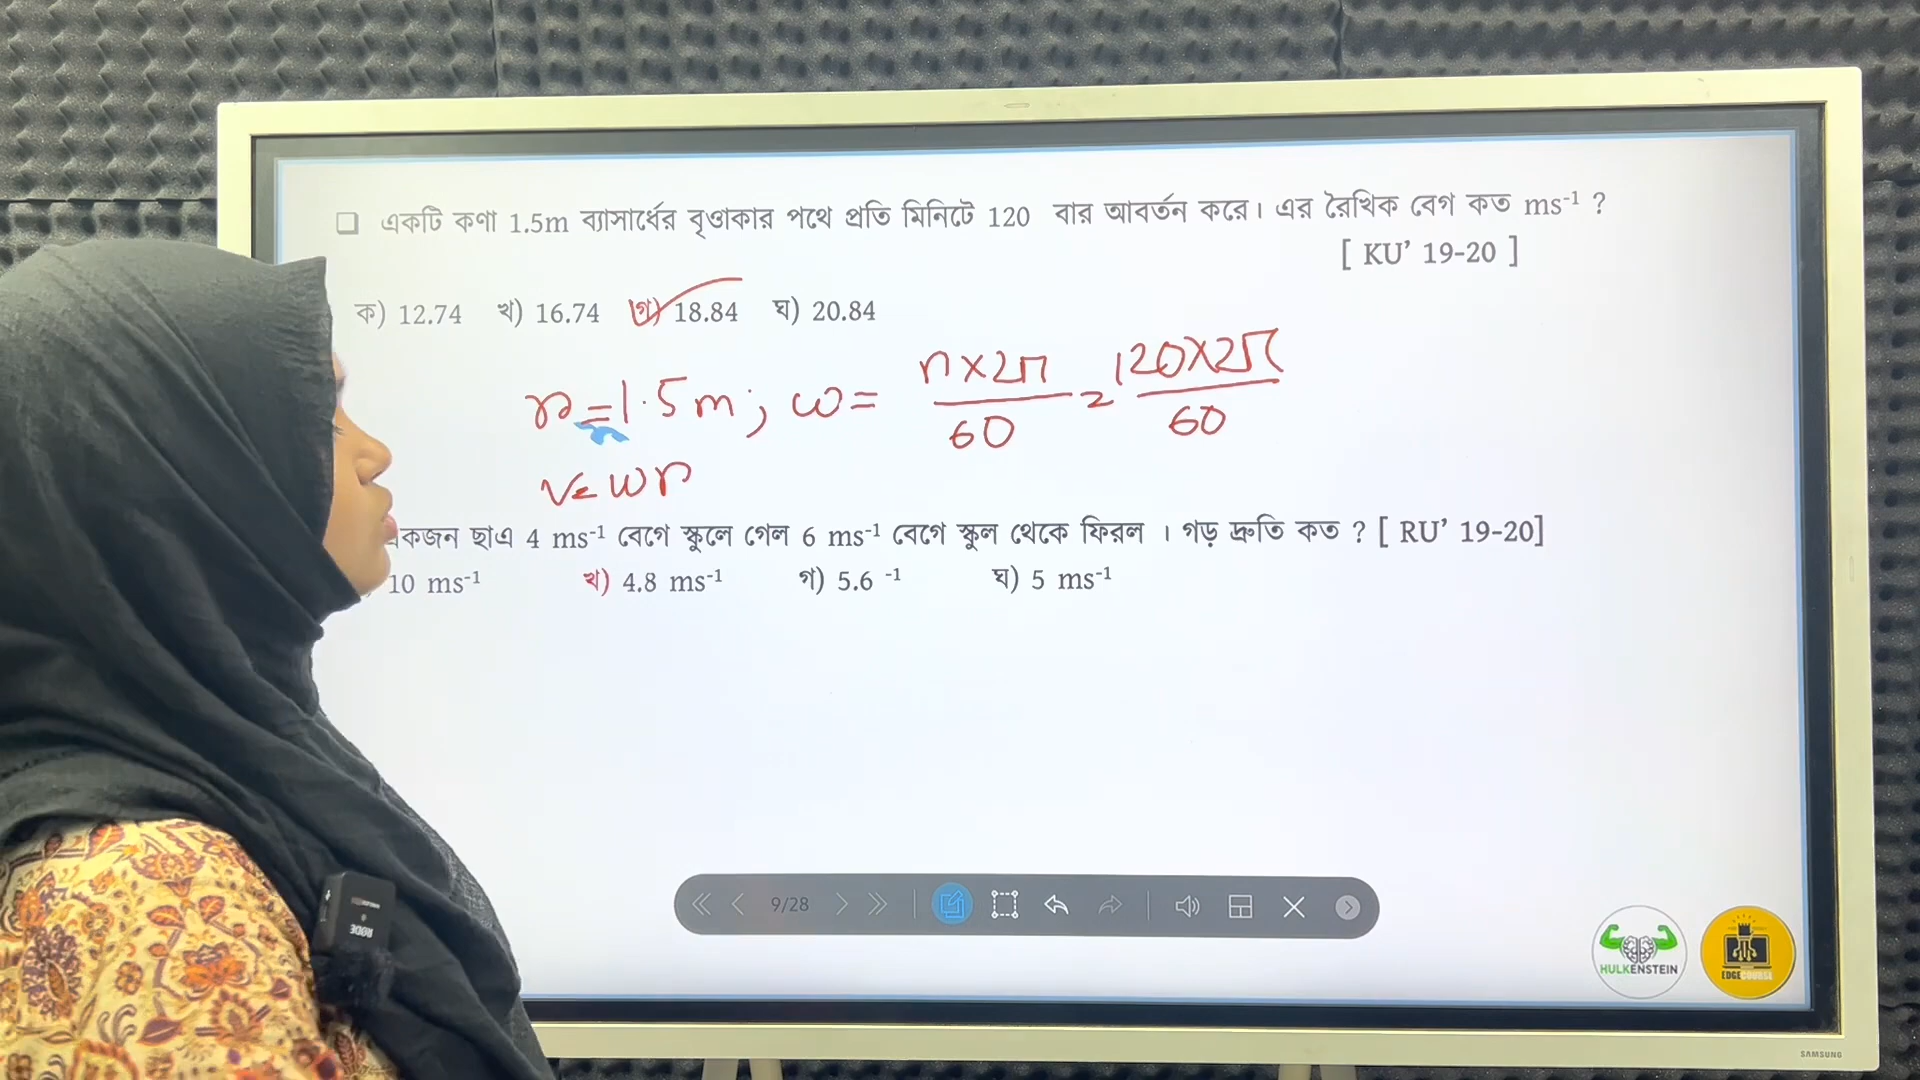 ❑ একটি কণা 1.5m ব্যাসার্ধের বৃত্তাকার পথে প্রতি মিনিটে 120 বার আবর্তন করে। এর রৈখিক বেগ কত ms⁻¹ ?
[ KU’ 19-20 ]
ক) 12.74 খ) 16.74 গ) 18.84 ঘ) 20.84
r=1.5m; ω= n×2π/60 = 120×2π/60
v=ωr
কজন ছাএ 4 ms⁻¹ বেগে স্কুলে গেল 6 ms⁻¹ বেগে স্কুল থেকে ফিরল । গড় দ্রুতি কত ? [ RU’ 19-20]
10 ms⁻¹ খ) 4.8 ms⁻¹ গ) 5.6 ⁻¹ ঘ) 5 ms⁻¹
9/28
RODE
HULKENSTEIN
EDGECOURSE
SAMSUNG